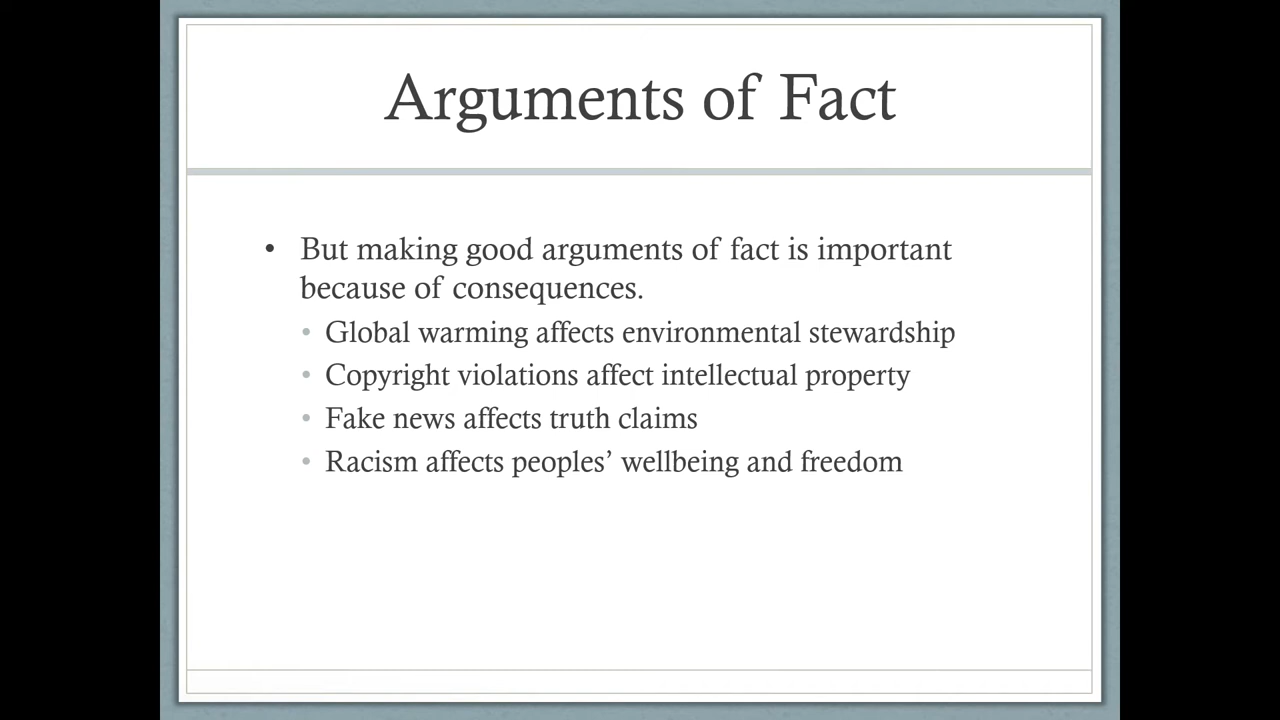 Arguments of Fact
• But making good arguments of fact is important
because of consequences.
• Global warming affects environmental stewardship
• Copyright violations affect intellectual property
• Fake news affects truth claims
• Racism affects peoples’ wellbeing and freedom